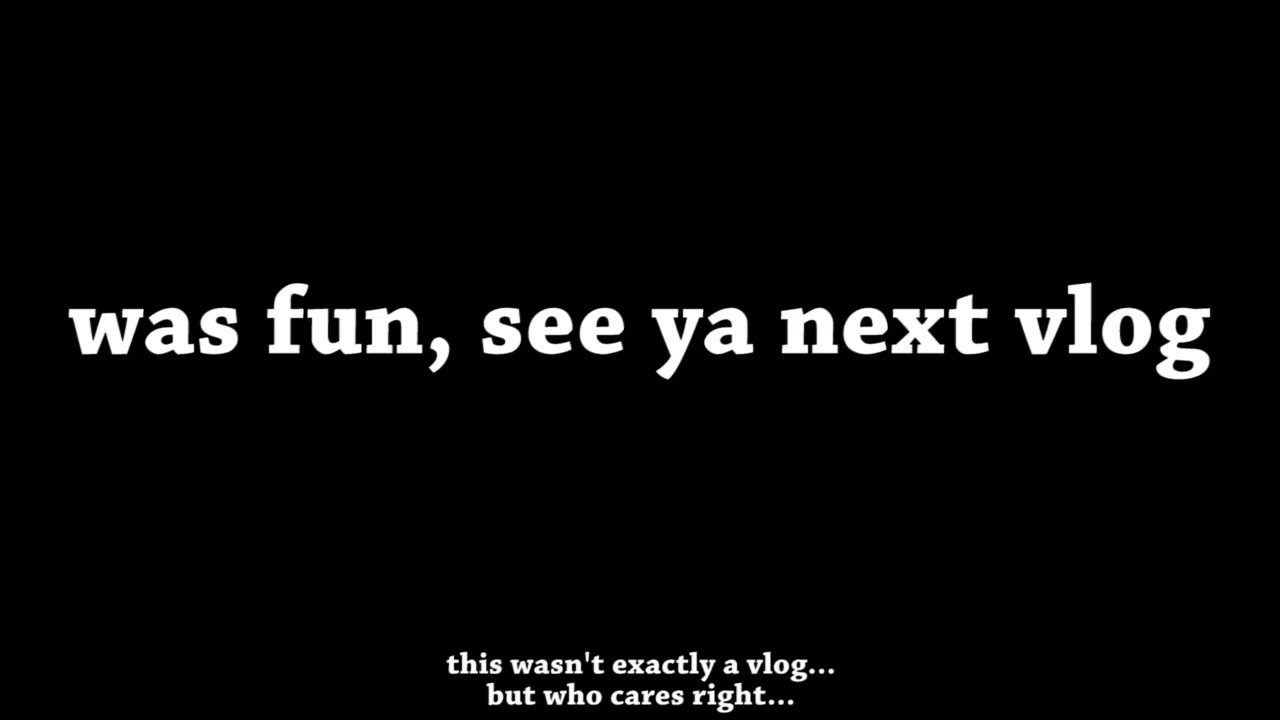 was fun, see ya next vlog
this wasn't exactly a vlog...
but who cares right...